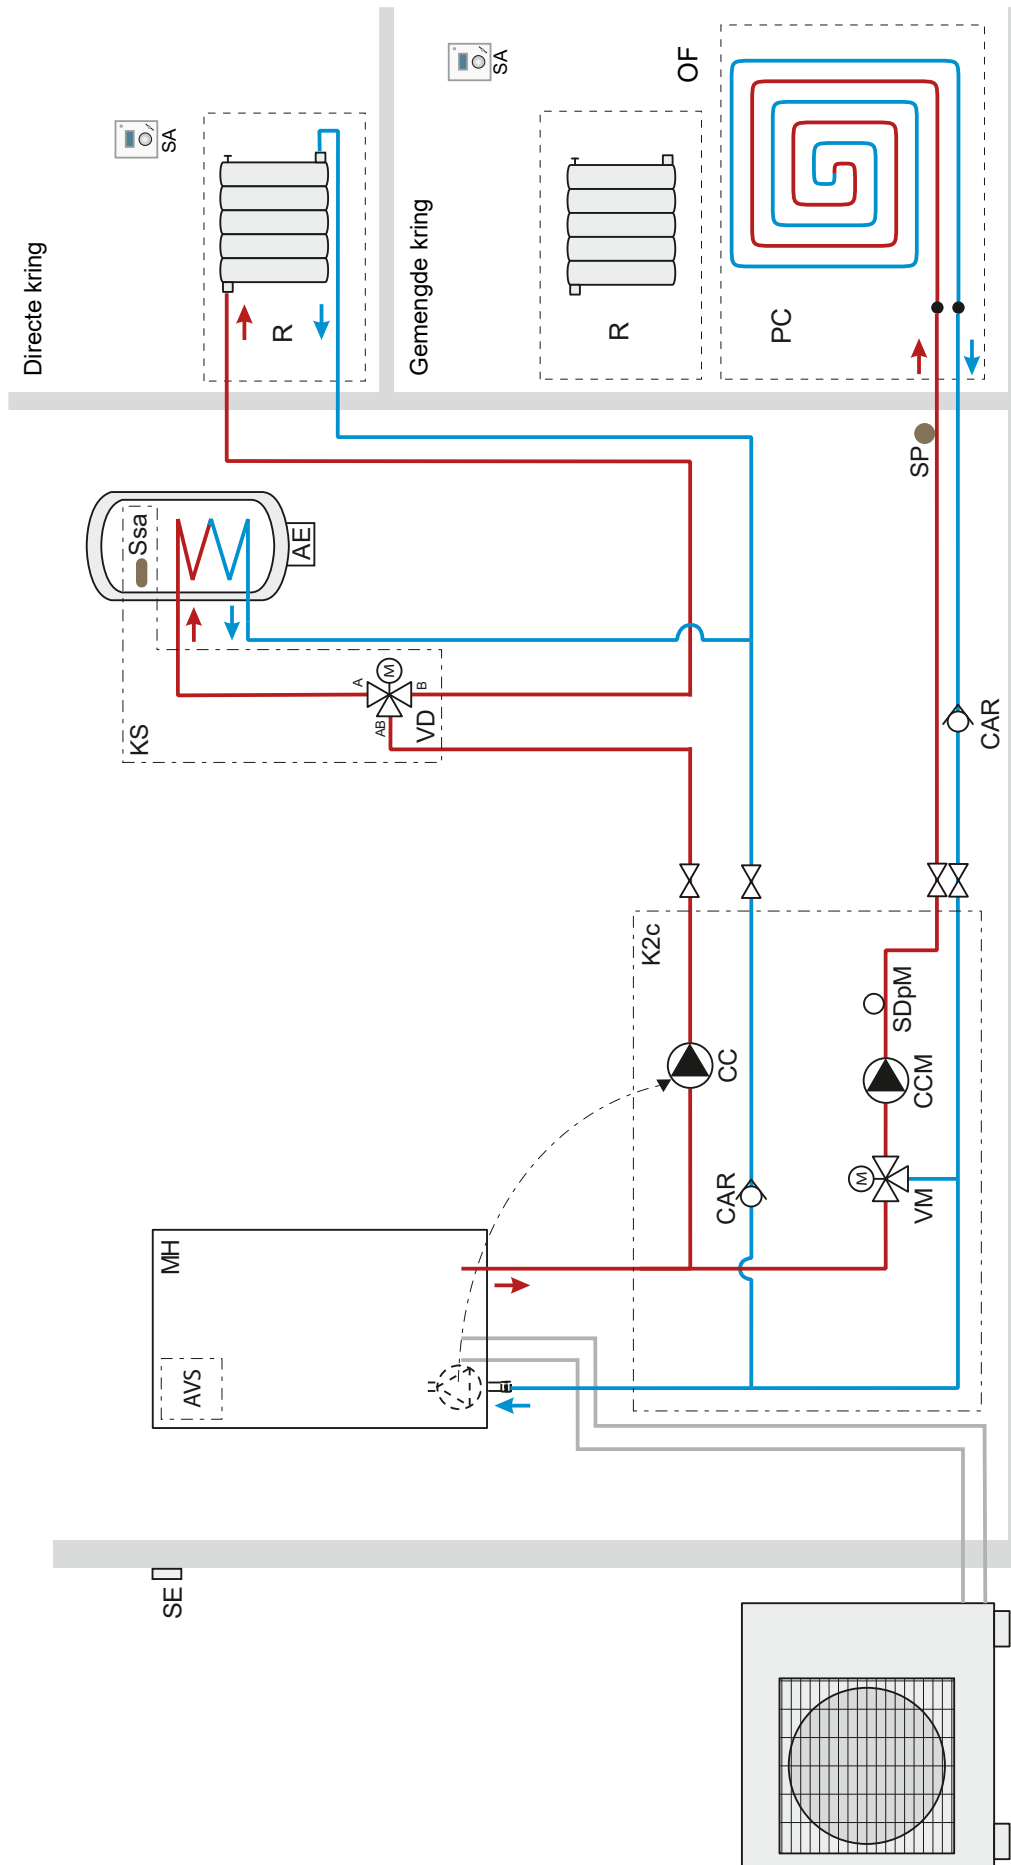 Directe kring
SA
R
Gemengde kring
SA
R
OF
PC
SP
Ssa
AE
KS
A
M
B
AB
VD
CAR
K2c
CC
SDpM
CCM
CAR
M
VM
MH
AVS
SE